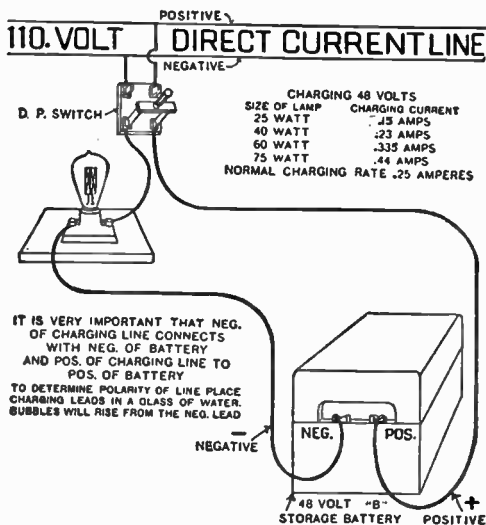 POSITIVE
110. VOLT DIRECT CURRENT LINE
NEGATIVE
D. P. SWITCH
CHARGING 48 VOLTS
SIZE OF LAMP CHARGING CURRENT
25 WATT .15 AMPS
40 WATT .23 AMPS
60 WATT .335 AMPS
75 WATT .44 AMPS
NORMAL CHARGING RATE .25 AMPERES
IT IS VERY IMPORTANT THAT NEG.
OF CHARGING LINE CONNECTS
WITH NEG. OF BATTERY
AND POS. OF CHARGING LINE TO
POS. OF BATTERY
TO DETERMINE POLARITY OF LINE PLACE
CHARGING LEADS IN A GLASS OF WATER.
BUBBLES WILL RISE FROM THE NEG. LEAD
−
NEGATIVE
NEG. POS.
48 VOLT "B"
STORAGE BATTERY
+
POSITIVE